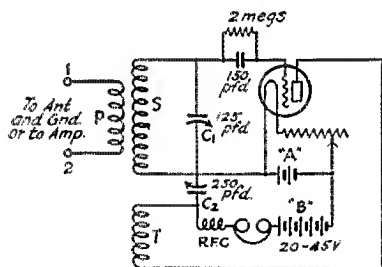 2 megs
1
To Ant
and Gnd.
or to Amp.
2
P
S
150
pfd.
125
pfd.
C1
250
pfd.
C2
"A"
"B"
T
RFC
20-45V